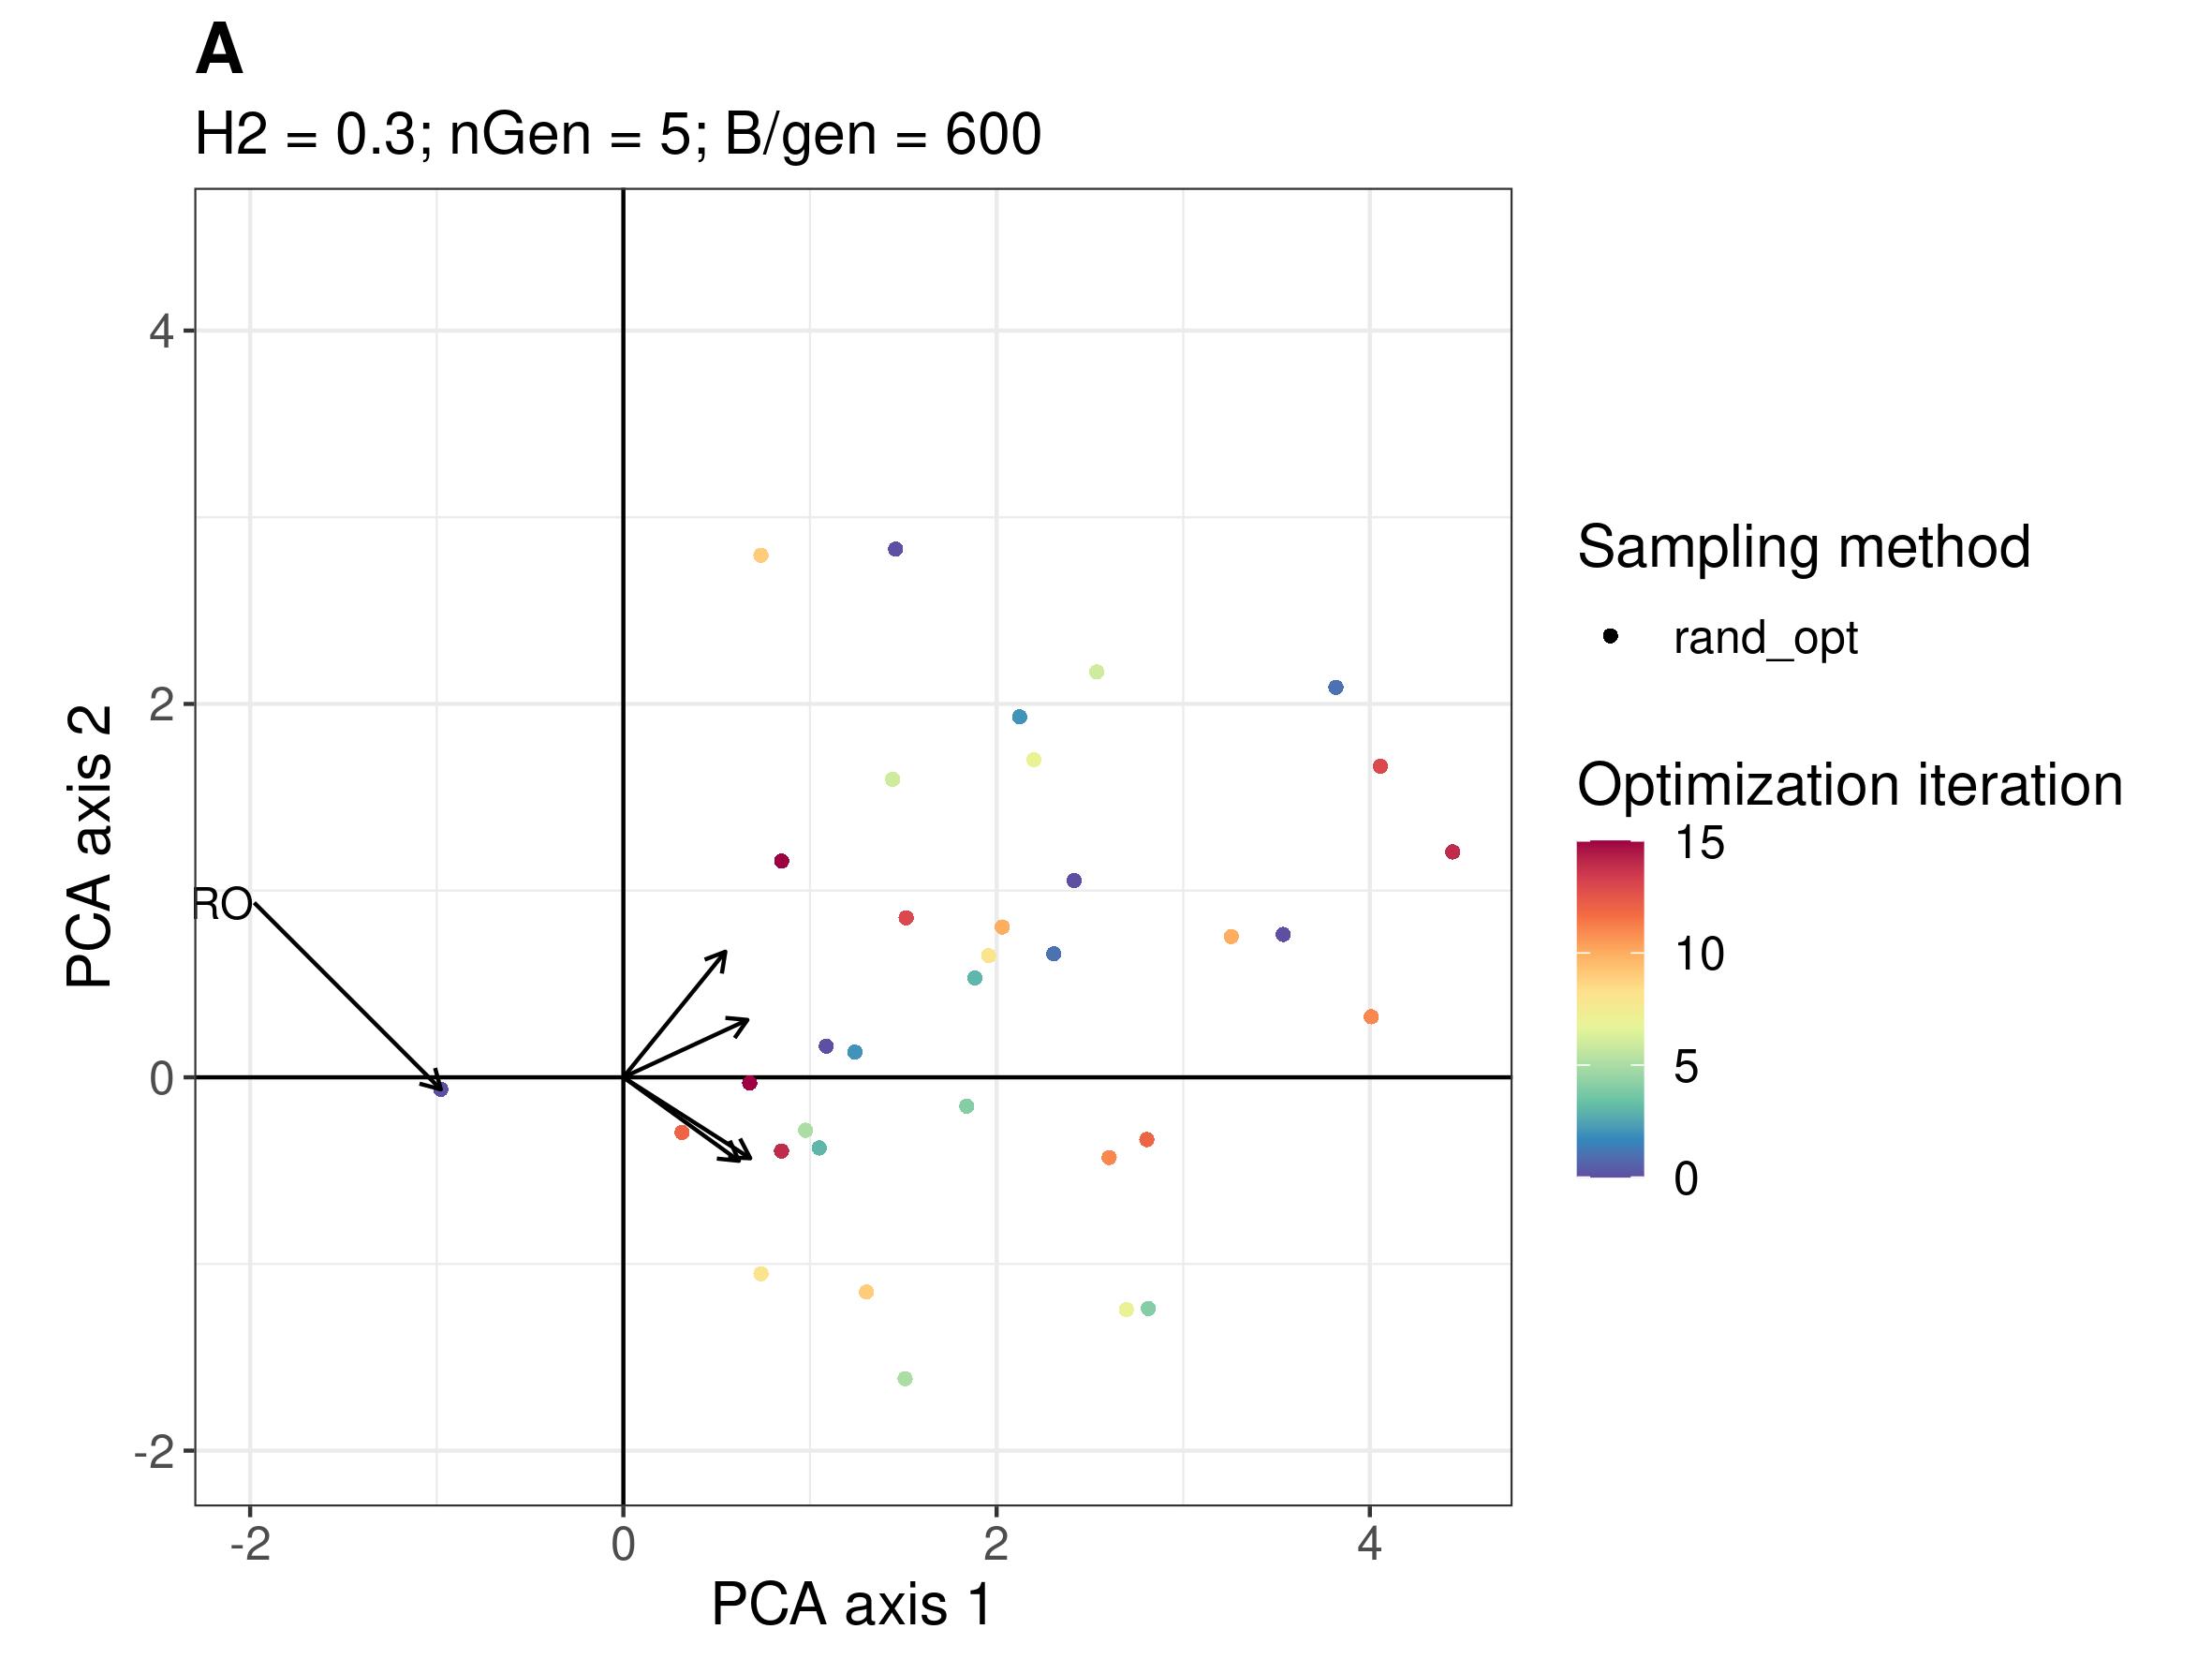 A
H2 = 0.3; nGen = 5; B/gen = 600
PCA axis 2
4
2
0
-2
RO
-2
0
2
4
PCA axis 1
Sampling method
rand_opt
Optimization iteration
15
10
5
0